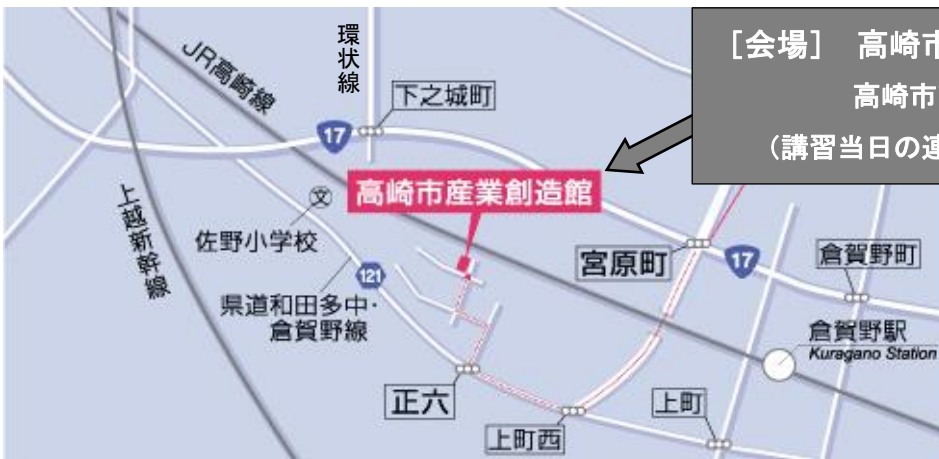 [会場] 高崎市
高崎市
(講習当日の連
環
状
線
JR高崎線
下之城町
17
高崎市産業創造館
文
佐野小学校
上越新幹線
宮原町
17
倉賀野町
121
県道和田多中・
倉賀野線
倉賀野駅
Kuragano Station
正六
上町
上町西